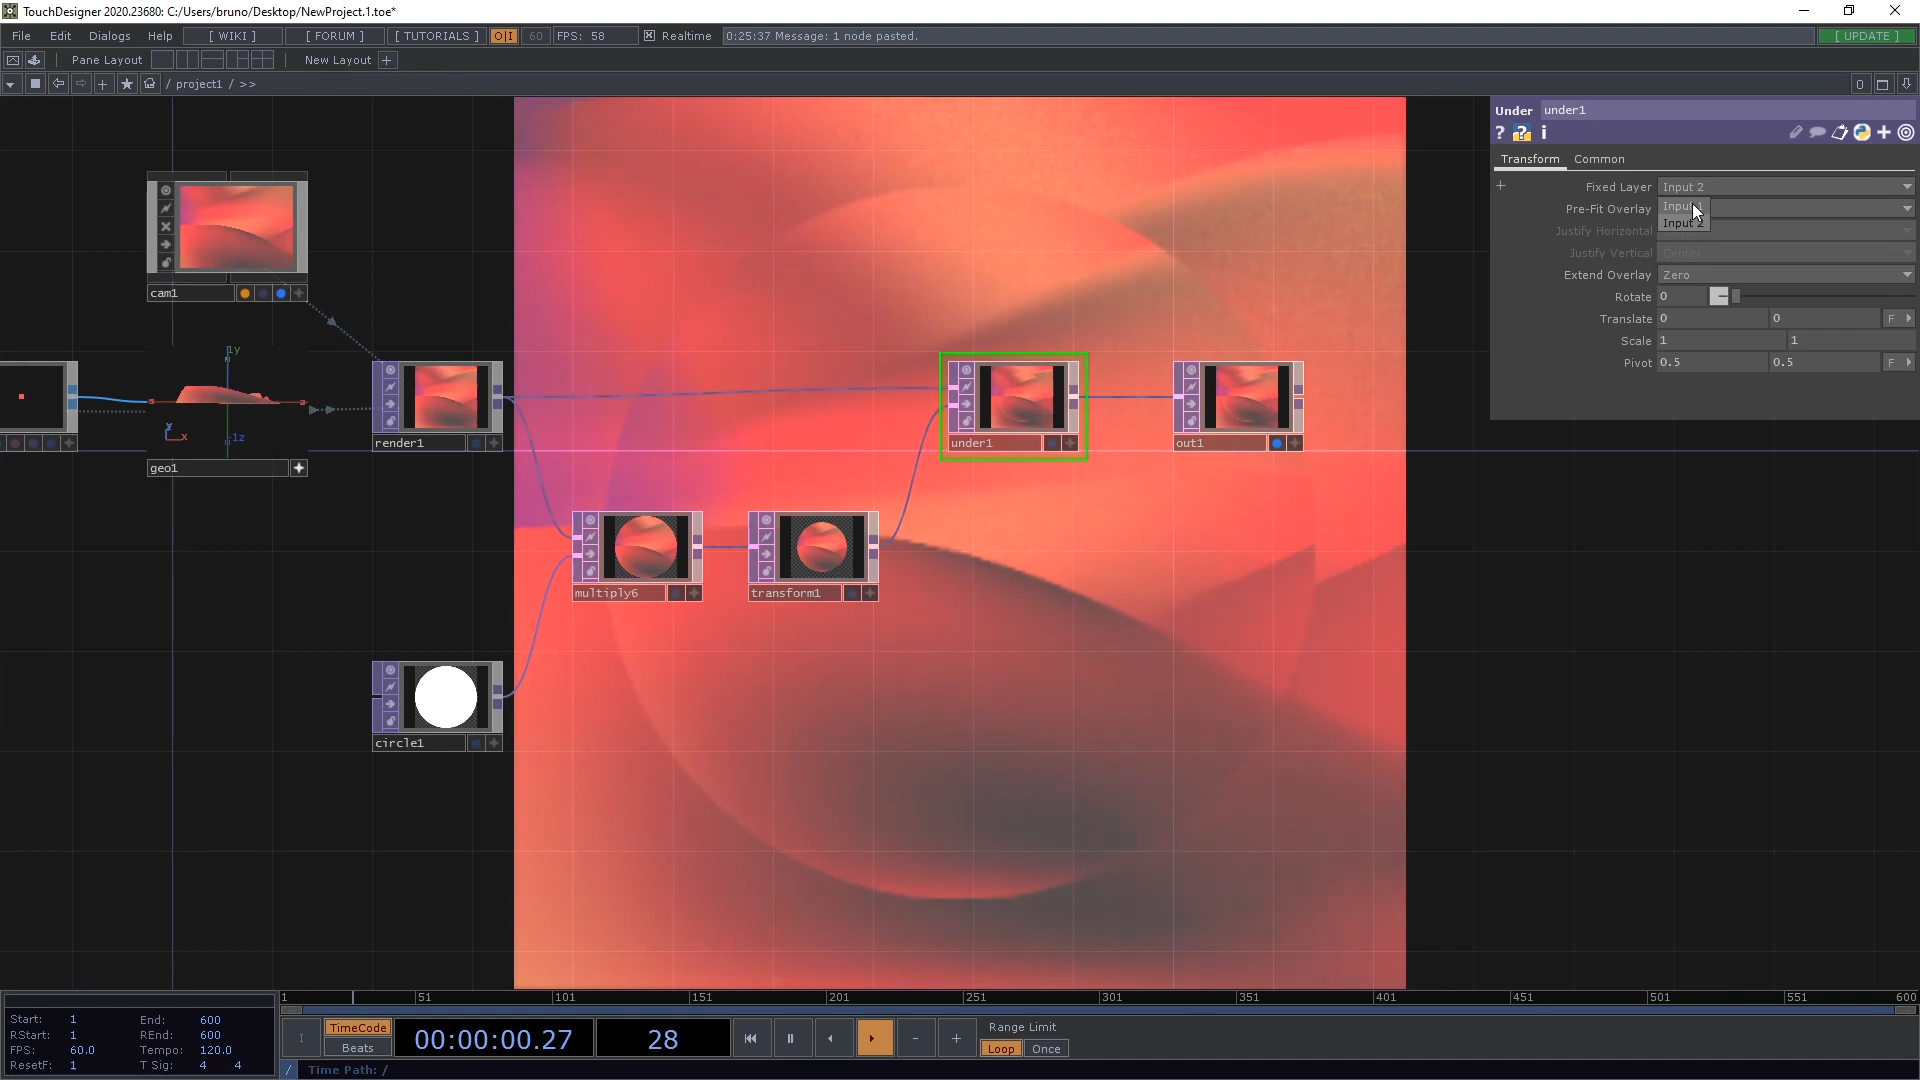 TouchDesigner 2020.23680: C:/Users/bruno/Desktop/NewProject.1.toe*
File Edit Dialogs Help [ WIKI ] [ FORUM ] [ TUTORIALS ] O|I 60 FPS: 58 Realtime 0:25:37 Message: 1 node pasted. [ UPDATE ]
Pane Layout New Layout +
/ project1 / >> 0
Under under1
? ? i
Transform Common
+ Fixed Layer Input 2
Pre-Fit Overlay
Input 1
Input 2
Justify Horizontal
Justify Vertical Center
Extend Overlay Zero
Rotate 0
Translate 0 0 F
Scale 1 1
Pivot 0.5 0.5 F
cam1
1y
y
x
-1z
geo1
render1
under1
out1
multiply6
transform1
circle1
1 51 101 151 201 251 301 351 401 451 501 551 600
Start: 1 End: 600
RStart: 1 REnd: 600
FPS: 60.0 Tempo: 120.0
ResetF: 1 T Sig: 4 4
I TimeCode Beats 00:00:00.27 28 - + Range Limit
Loop Once
/ Time Path: /